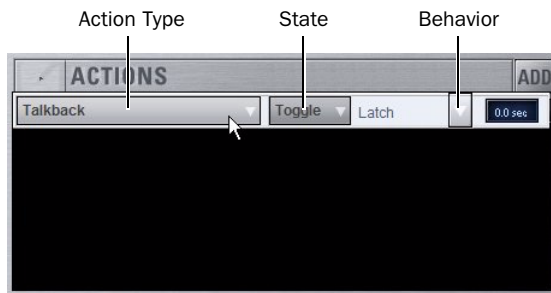 Action Type State Behavior
ACTIONS ADD
Talkback Toggle Latch 0.0 sec